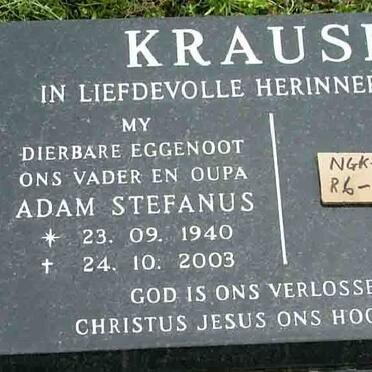 KRAUSE
IN LIEFDEVOLLE HERINNER
MY
DIERBARE EGGENOOT
ONS VADER EN OUPA
ADAM STEFANUS
* 23. 09. 1940
† 24. 10. 2003
NGK-
R6-
GOD IS ONS VERLOSSE
CHRISTUS JESUS ONS HOO